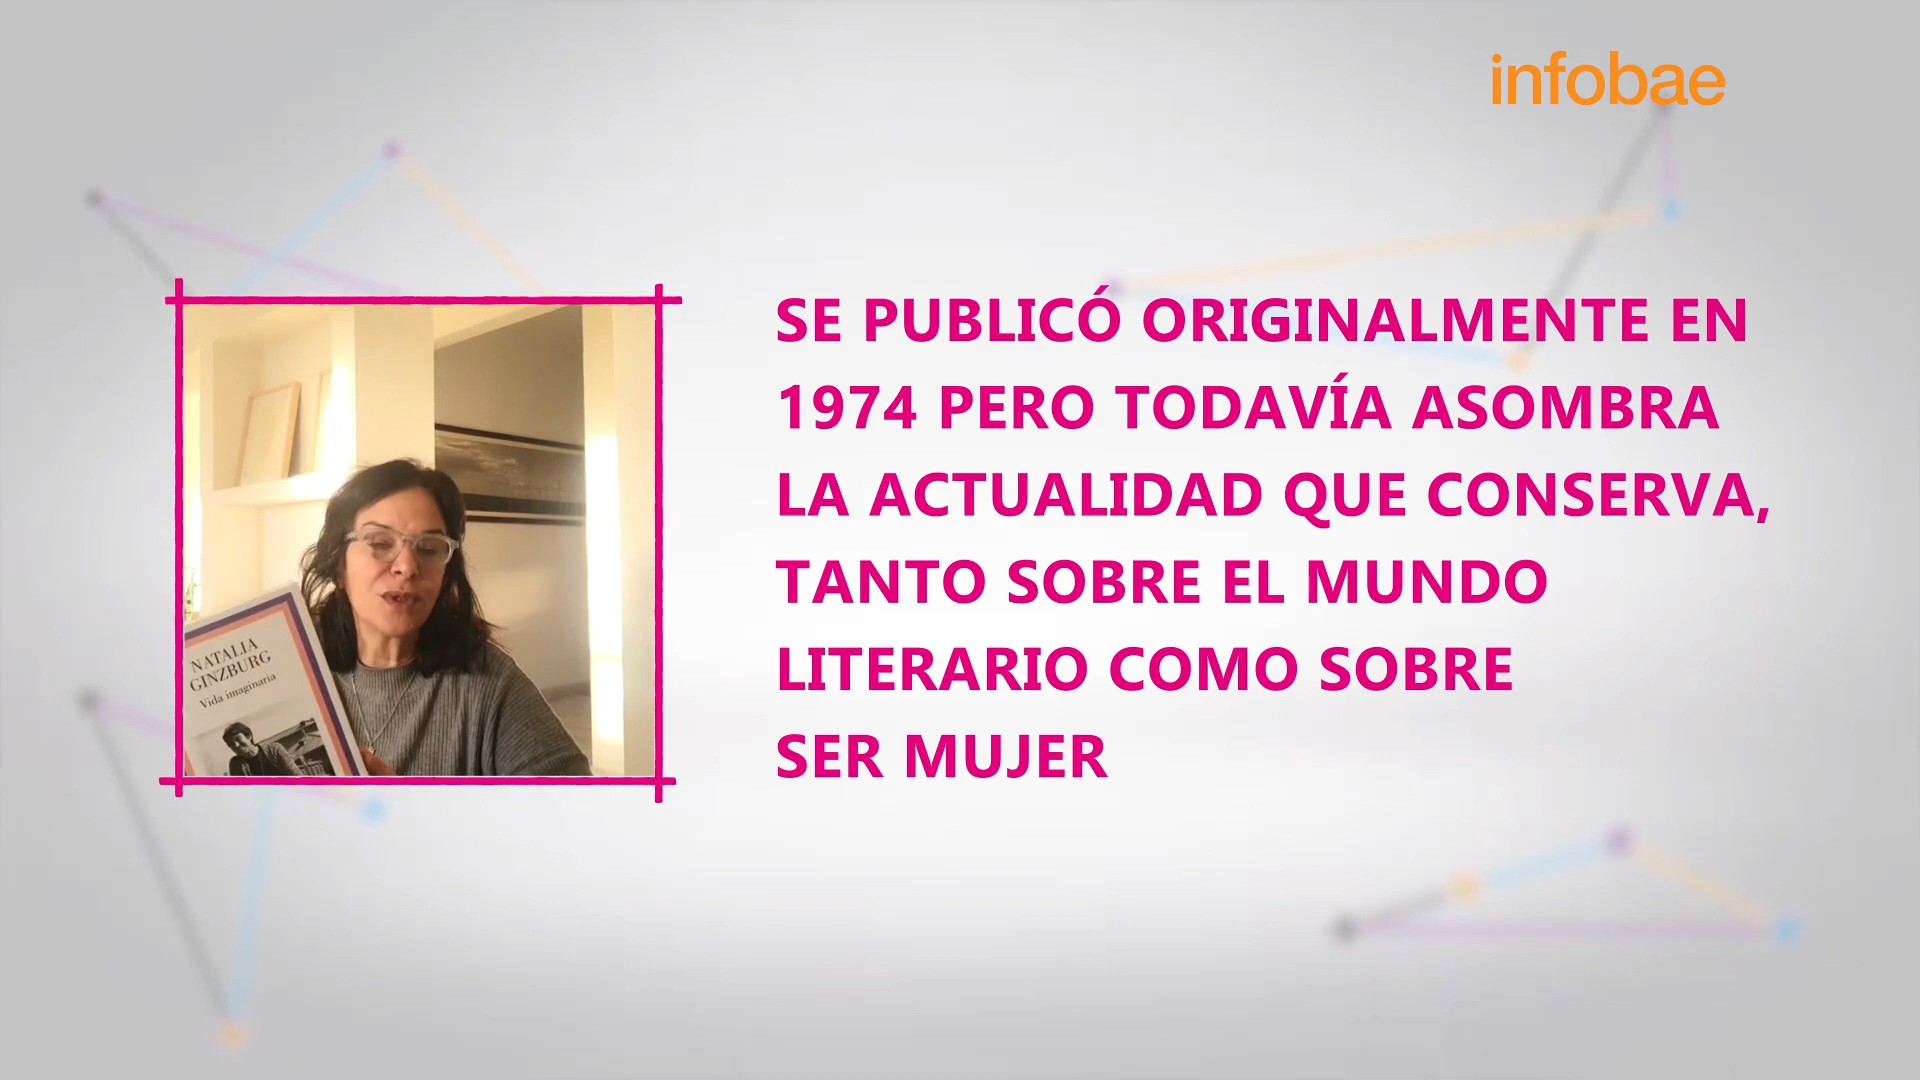 infobae
SE PUBLICÓ ORIGINALMENTE EN
1974 PERO TODAVÍA ASOMBRA
LA ACTUALIDAD QUE CONSERVA,
TANTO SOBRE EL MUNDO
LITERARIO COMO SOBRE
SER MUJER
NATALIA
GINZBURG
Vida imaginaria